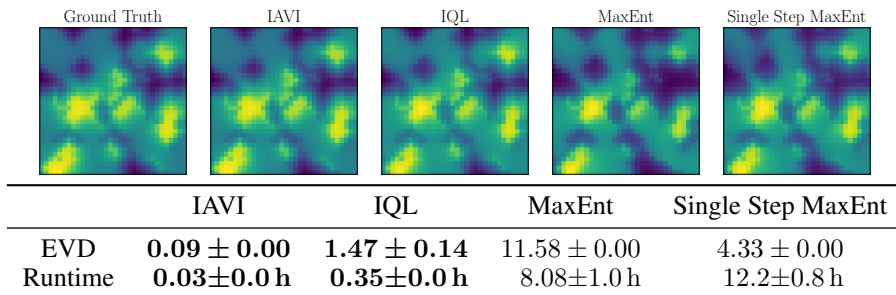 Ground Truth IAVI IQL MaxEnt Single Step MaxEnt
IAVI IQL MaxEnt Single Step MaxEnt
EVD 0.09 ± 0.00 1.47 ± 0.14 11.58 ± 0.00 4.33 ± 0.00
Runtime 0.03±0.0 h 0.35±0.0 h 8.08±1.0 h 12.2±0.8 h